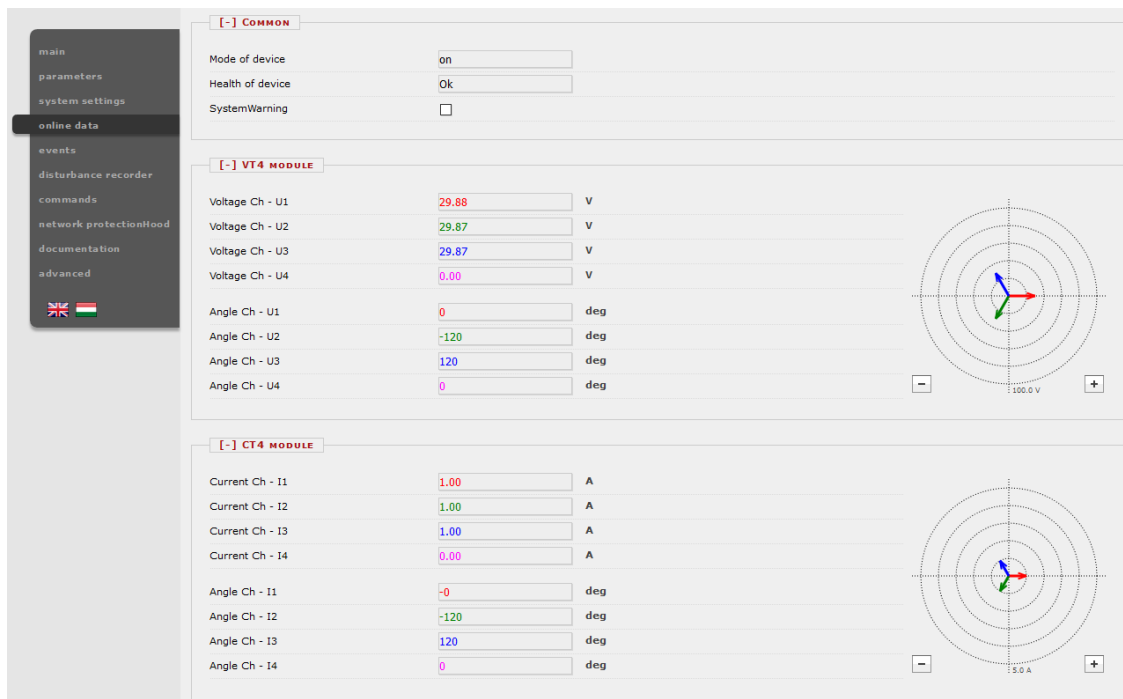 main
parameters
system settings
online data
events
disturbance recorder
commands
network protectionHood
documentation
advanced
[-] COMMON
Mode of device on
Health of device Ok
SystemWarning
[-] VT4 MODULE
Voltage Ch - U1 29.88 V
Voltage Ch - U2 29.87 V
Voltage Ch - U3 29.87 V
Voltage Ch - U4 0.00 V
Angle Ch - U1 0 deg
Angle Ch - U2 -120 deg
Angle Ch - U3 120 deg
Angle Ch - U4 0 deg
- 100.0 V +
[-] CT4 MODULE
Current Ch - I1 1.00 A
Current Ch - I2 1.00 A
Current Ch - I3 1.00 A
Current Ch - I4 0.00 A
Angle Ch - I1 -0 deg
Angle Ch - I2 -120 deg
Angle Ch - I3 120 deg
Angle Ch - I4 0 deg
- 5.0 A +